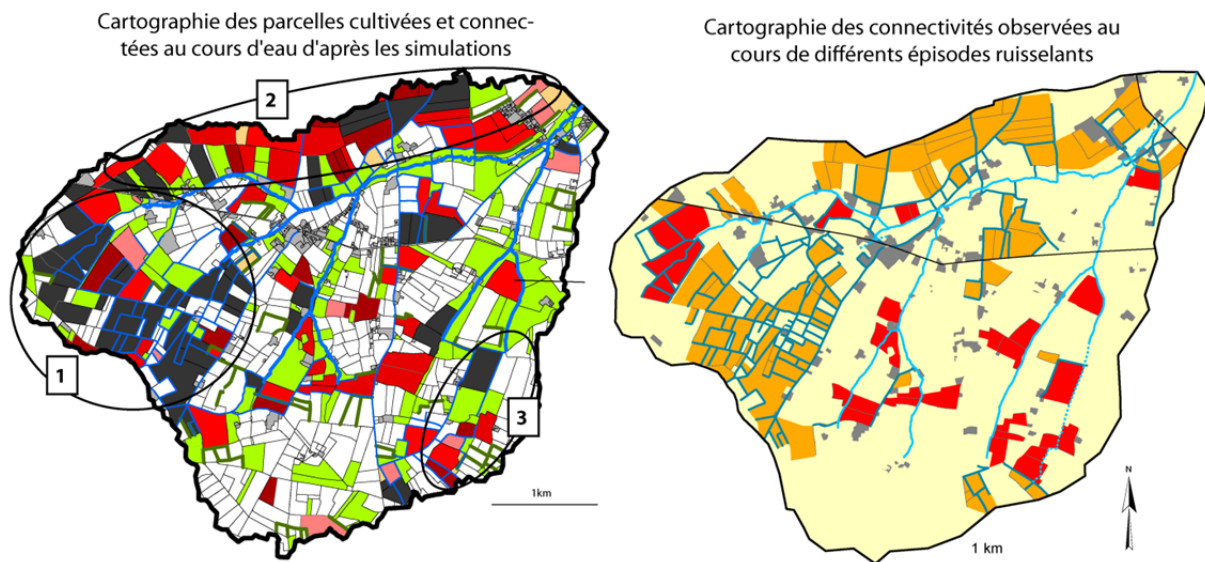 Cartographie des parcelles cultivées et connec-
tées au cours d'eau d'après les simulations
Cartographie des connectivités observées au
cours de différents épisodes ruisselants
2
1
3
1km
N
1 km